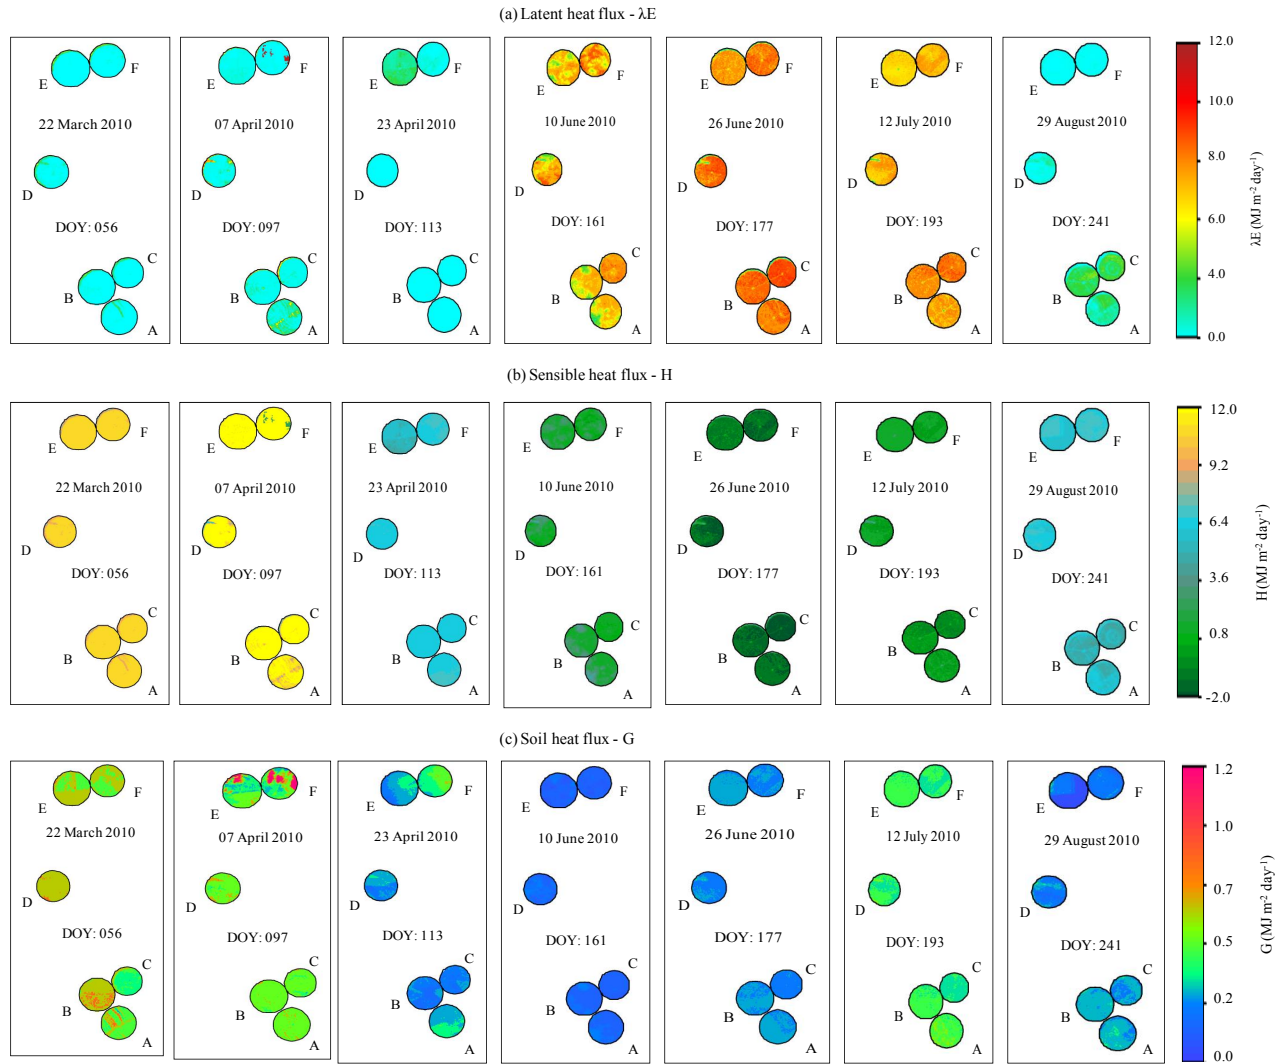 (a) Latent heat flux - λE
E F E F E F E F E F E F E F
22 March 2010 07 April 2010 23 April 2010 10 June 2010 26 June 2010 12 July 2010 29 August 2010
D D D D D D D
DOY: 056 DOY: 097 DOY: 113 DOY: 161 DOY: 177 DOY: 193 DOY: 241
C C C C C C C
B B B B B B B
A A A A A A A
12.0
10.0
8.0
6.0
4.0
0.0
λE (MJ m-2 day-1)
(b) Sensible heat flux - H
E F E F E F E F E F E F E F
22 March 2010 07 April 2010 23 April 2010 10 June 2010 26 June 2010 12 July 2010 29 August 2010
D D D D D D D
DOY: 056 DOY: 097 DOY: 113 DOY: 161 DOY: 177 DOY: 193 DOY: 241
C C C C C C C
B B B B B B B
A A A A A A A
12.0
9.2
6.4
3.6
0.8
-2.0
H (MJ m-2 day-1)
(c) Soil heat flux - G
E F E F E F E F E F E F E F
22 March 2010 07 April 2010 23 April 2010 10 June 2010 26 June 2010 12 July 2010 29 August 2010
D D D D D D D
DOY: 056 DOY: 097 DOY: 113 DOY: 161 DOY: 177 DOY: 193 DOY: 241
C C C C C C C
B B B B B B B
A A A A A A A
1.2
1.0
0.7
0.5
0.2
0.0
G (MJ m-2 day-1)